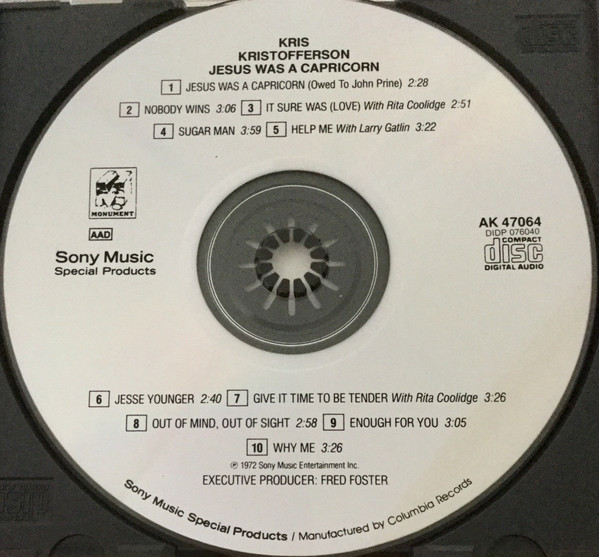 KRIS
KRISTOFFERSON
JESUS WAS A CAPRICORN
1 JESUS WAS A CAPRICORN (Owed To John Prine) 2:28
2 NOBODY WINS 3:06 3 IT SURE WAS (LOVE) With Rita Coolidge 2:51
4 SUGAR MAN 3:59 5 HELP ME With Larry Gatlin 3:22
MONUMENT
AAD
Sony Music
Special Products
AK 47064
DIDP 076040
COMPACT
disc
DIGITAL AUDIO
6 JESSE YOUNGER 2:40 7 GIVE IT TIME TO BE TENDER With Rita Coolidge 3:26
8 OUT OF MIND, OUT OF SIGHT 2:58 9 ENOUGH FOR YOU 3:05
10 WHY ME 3:26
℗ 1972 Sony Music Entertainment Inc.
EXECUTIVE PRODUCER: FRED FOSTER
Sony Music Special Products / Manufactured by Columbia Records